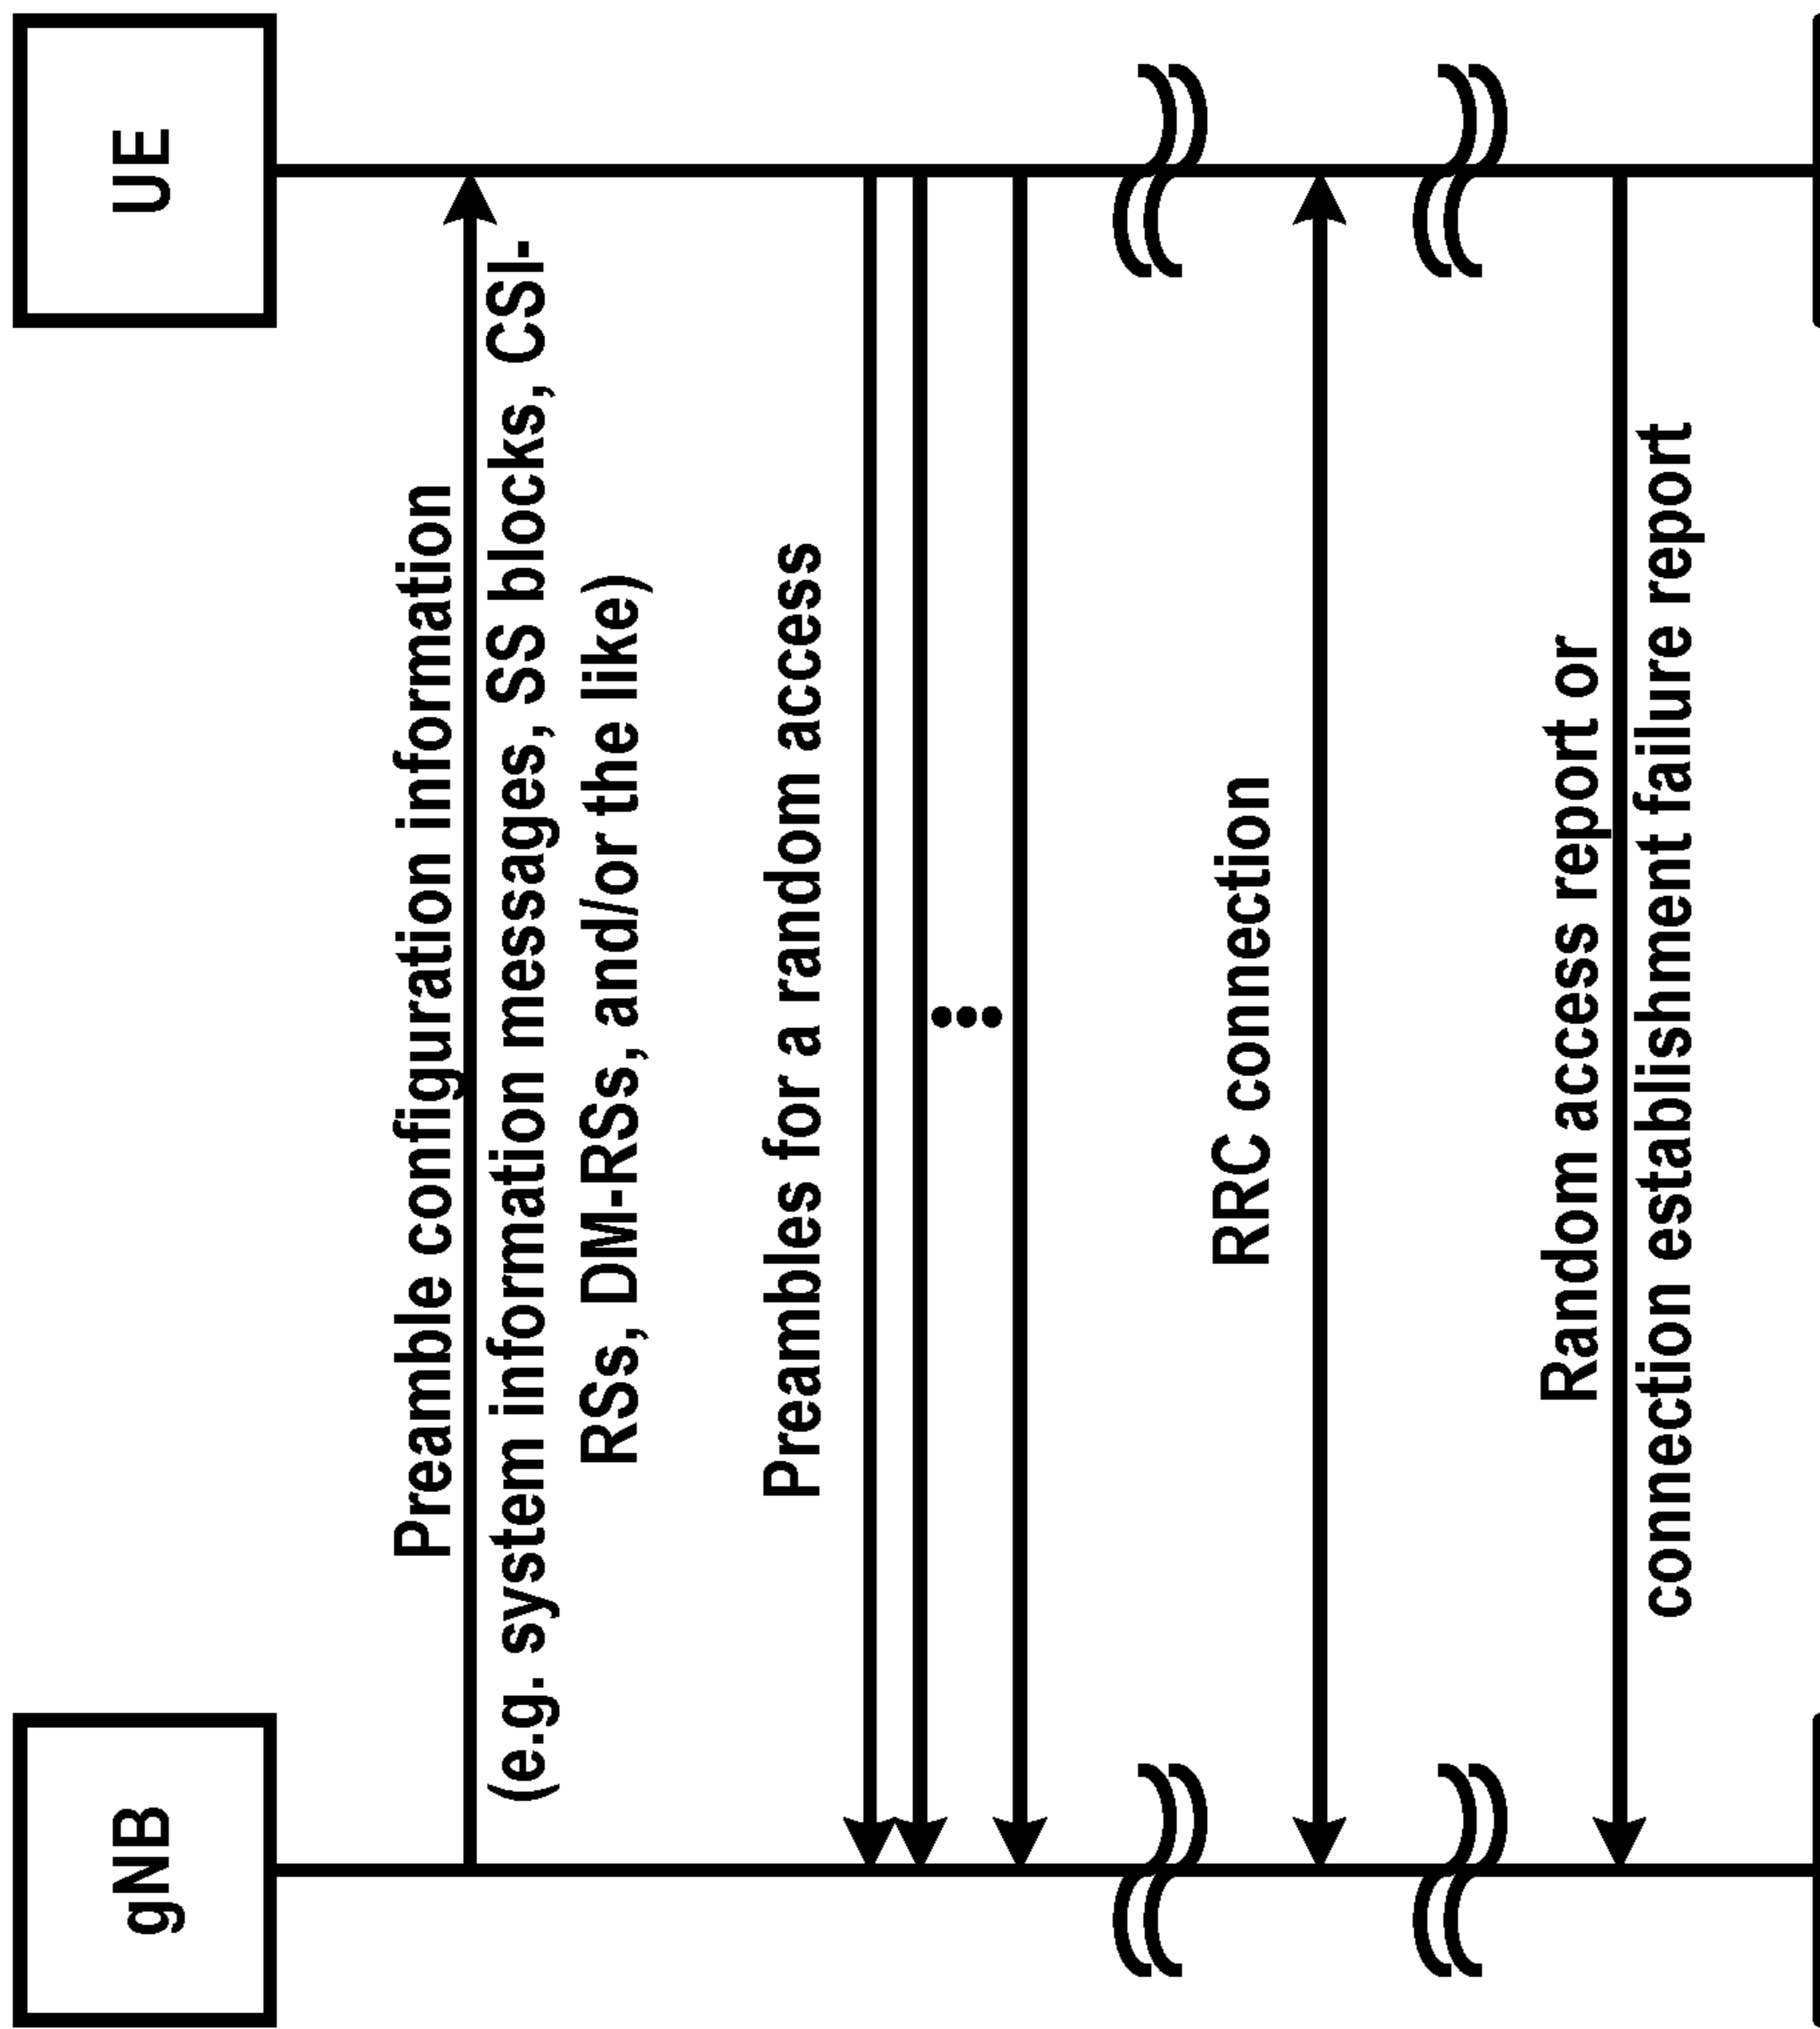 gNB
UE
Preamble configuration information
(e.g. system information messages, SS blocks, CSI-
RSs, DM-RSs, and/or the like)
Preambles for a random access
RRC connection
Random access report or
connection establishment failure report